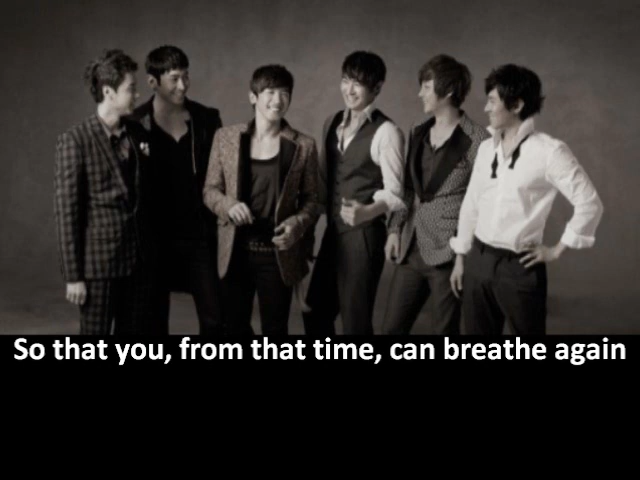 So that you, from that time, can breathe again